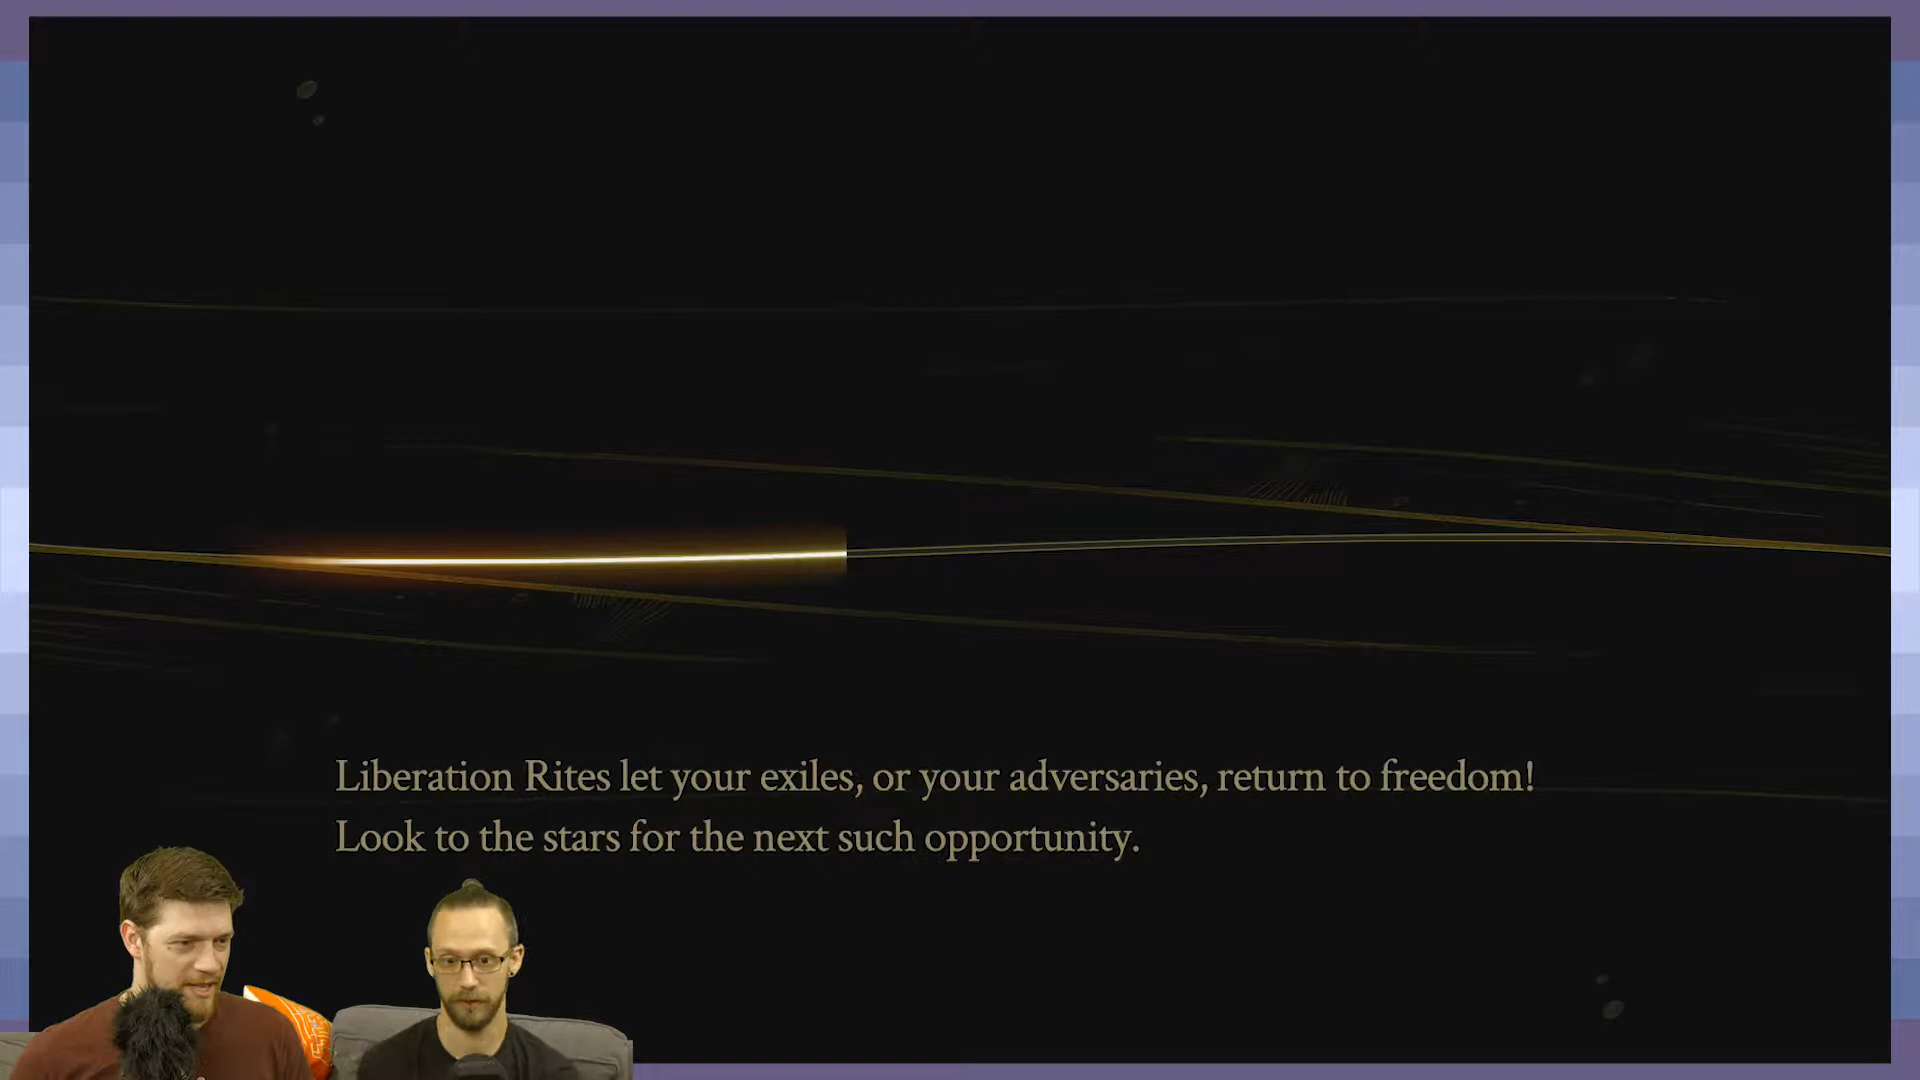 Liberation Rites let your exiles, or your adversaries, return to freedom!
Look to the stars for the next such opportunity.